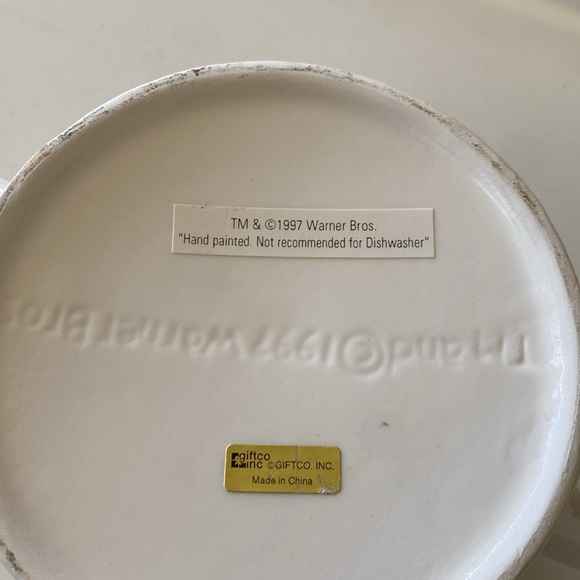 TM & ©1997 Warner Bros.
"Hand painted. Not recommended for Dishwasher"
TM and © 1997 Warner Bros
giftco
inc ©GIFTCO. INC.
Made in China